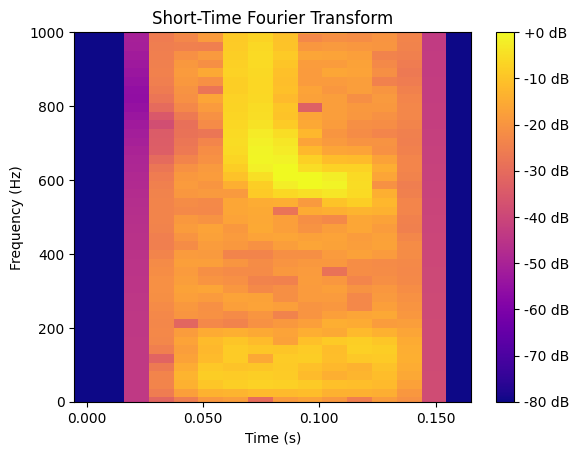 Short-Time Fourier Transform
1000
800
600
400
200
0
Frequency (Hz)
0.000
0.050
0.100
0.150
Time (s)
+0 dB
-10 dB
-20 dB
-30 dB
-40 dB
-50 dB
-60 dB
-70 dB
-80 dB